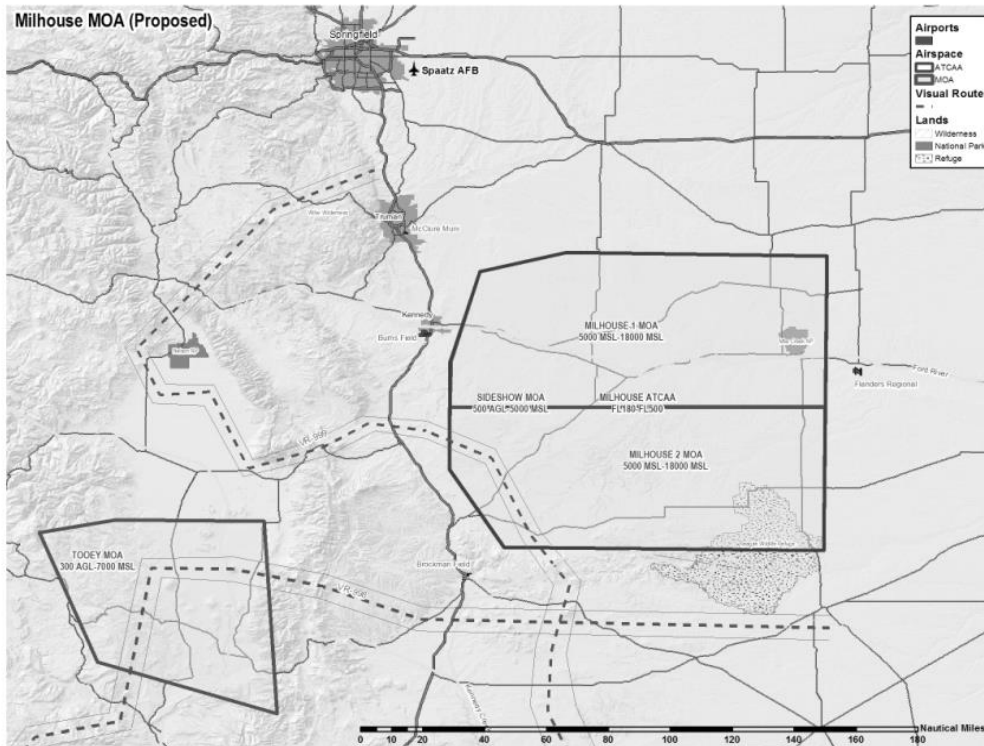 Milhouse MOA (Proposed)
Springfield
Spaatz AFB
Airports
Airspace
ATCAA
MOA
Visual Route
Lands
Wilderness
National Park
Refuge
Truman
McClure Muni
Kennedy
Burns Field
MILHOUSE 1 MOA
5000 MSL-18000 MSL
Fort River
Flanders Regional
SIDESHOW MOA
500 AGL-5000 MSL
MILHOUSE ATCAA
FL180-FL500
VR-999
MILHOUSE 2 MOA
5000 MSL-18000 MSL
TOOEY MOA
300 AGL-7000 MSL
Brockman Field
VR-998
0 10 20 40 60 80 100 120 140 160 180
Nautical Miles